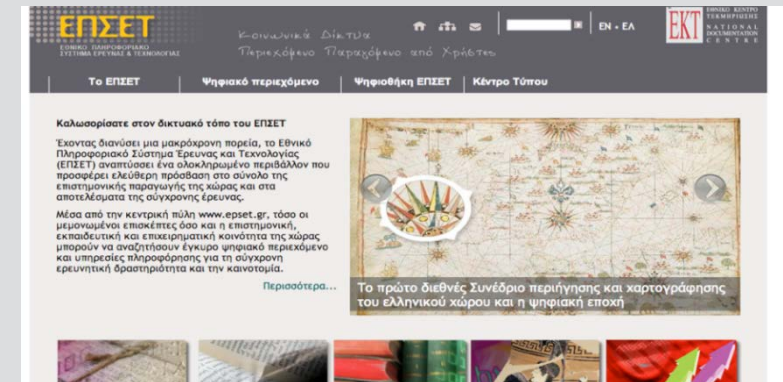 ΕΠΣΕΤ
ΕΘΝΙΚΟ ΠΛΗΡΟΦΟΡΙΑΚΟ
ΣΥΣΤΗΜΑ ΕΡΕΥΝΑΣ & ΤΕΧΝΟΛΟΓΙΑΣ
Κοινωνικά Δίκτυα
Περιεχόμενο Παραγόμενο από Χρήστες
EN • ΕΛ
EKT
ΕΘΝΙΚΟ ΚΕΝΤΡΟ
ΤΕΚΜΗΡΙΩΣΗΣ
NATIONAL
DOCUMENTATION
CENTRE
Το ΕΠΣΕΤ
Ψηφιακό περιεχόμενο
Ψηφιοθήκη ΕΠΣΕΤ
Κέντρο Τύπου
Καλωσορίσατε στον δικτυακό τόπο του ΕΠΣΕΤ
Έχοντας διανύσει μια μακρόχρονη πορεία, το Εθνικό
Πληροφοριακό Σύστημα Έρευνας και Τεχνολογίας
(ΕΠΣΕΤ) αναπτύσσει ένα ολοκληρωμένο περιβάλλον που
προσφέρει ελεύθερη πρόσβαση στο σύνολο της
επιστημονικής παραγωγής της χώρας και στα
αποτελέσματα της σύγχρονης έρευνας.
Μέσα από την κεντρική πύλη www.epset.gr, τόσο οι
μεμονωμένοι επισκέπτες όσο και η επιστημονική,
εκπαιδευτική και επιχειρηματική κοινότητα της χώρας
μπορούν να αναζητήσουν έγκυρο ψηφιακό περιεχόμενο
και υπηρεσίες πληροφόρησης για τη σύγχρονη
ερευνητική δραστηριότητα και την καινοτομία.
Περισσότερα...
Το πρώτο διεθνές Συνέδριο περιήγησης και χαρτογράφησης
του ελληνικού χώρου και η ψηφιακή εποχή